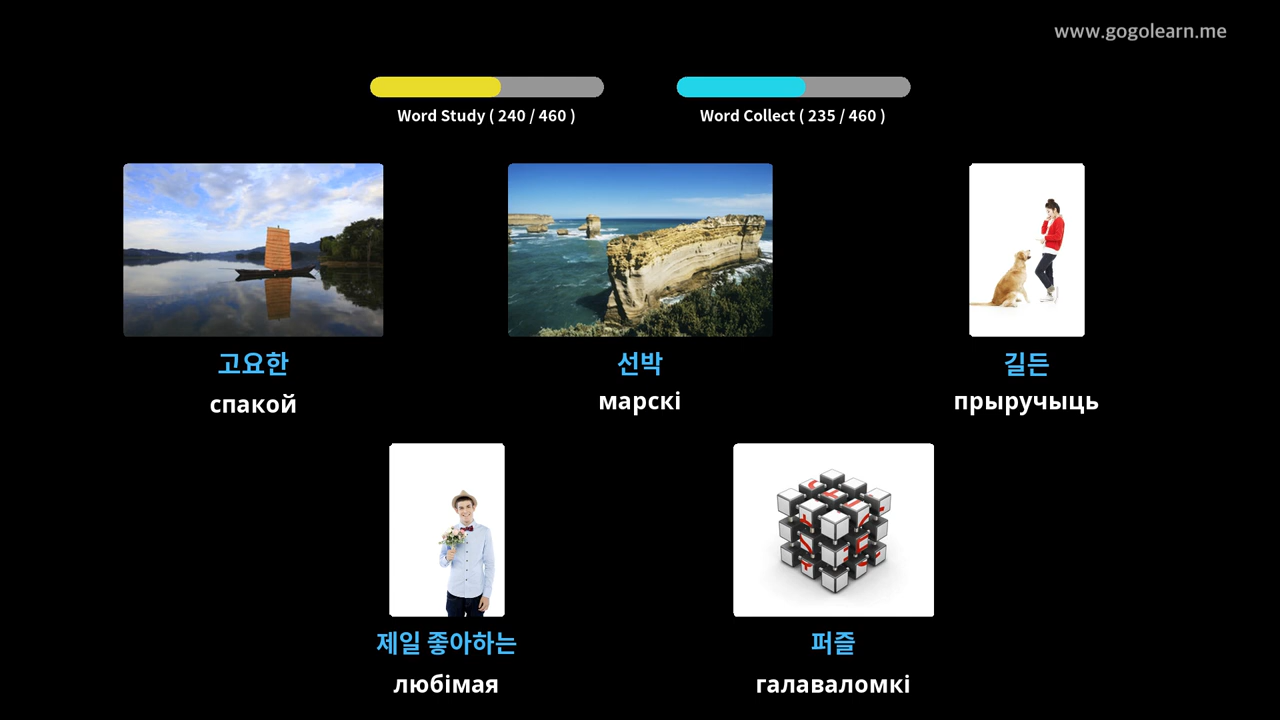 www.gogolearn.me
Word Study ( 240 / 460 )
Word Collect ( 235 / 460 )
고요한
спакой
선박
марскі
길든
прыручыць
제일 좋아하는
любімая
퍼즐
галаваломкі